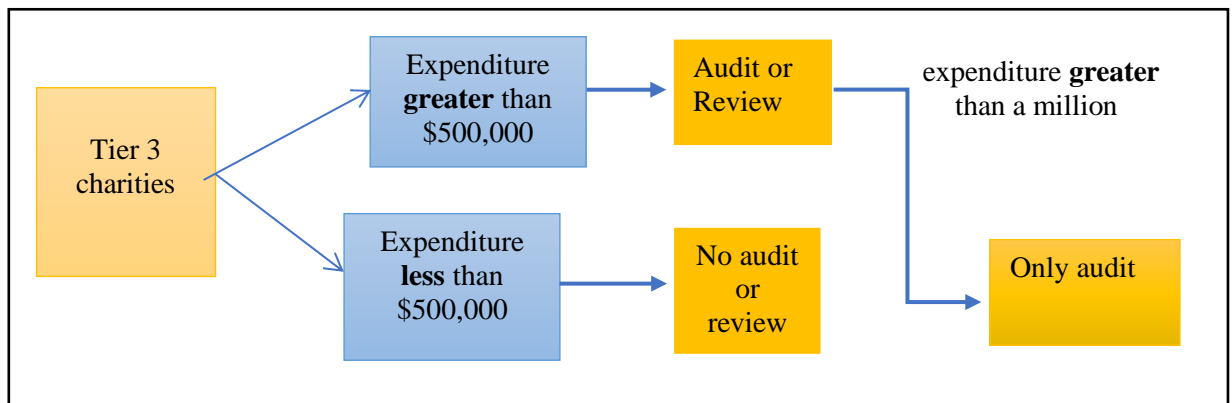 Tier 3
charities
Expenditure
greater than
$500,000
Audit or
Review
expenditure greater
than a million
Expenditure
less than
$500,000
No audit
or
review
Only audit